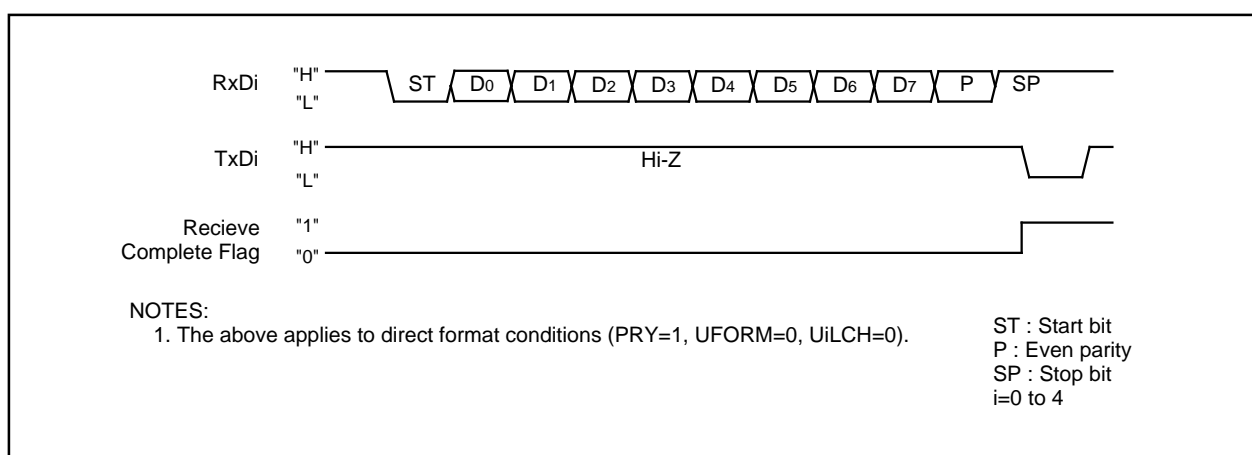 RxDi "H" "L" ST D0 D1 D2 D3 D4 D5 D6 D7 P SP
TxDi "H" "L" Hi-Z
Recieve
Complete Flag
"1"
"0"
NOTES:
1. The above applies to direct format conditions (PRY=1, UFORM=0, UiLCH=0).
ST : Start bit
P : Even parity
SP : Stop bit
i=0 to 4